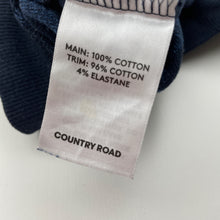 MAIN: 100% COTTON
TRIM: 96% COTTON
4% ELASTANE
COUNTRY ROAD